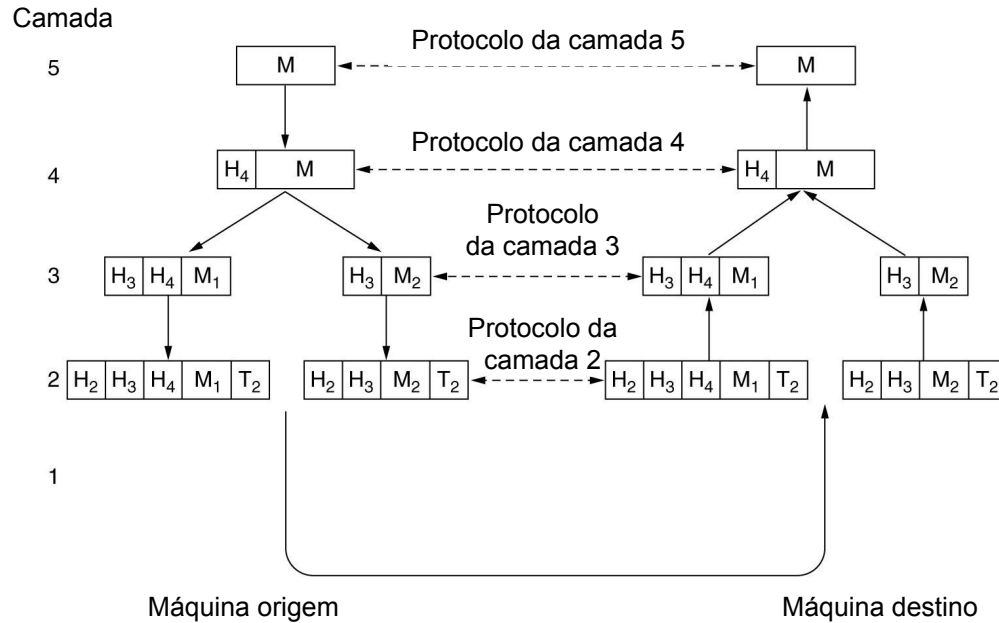 Camada
5 M Protocolo da camada 5 M
4 H₄ M Protocolo da camada 4 H₄ M
Protocolo
da camada 3
3 H₃ H₄ M₁ H₃ M₂ H₃ H₄ M₁ H₃ M₂
Protocolo da
camada 2
2 H₂ H₃ H₄ M₁ T₂ H₂ H₃ M₂ T₂ H₂ H₃ H₄ M₁ T₂ H₂ H₃ M₂ T₂
1
Máquina origem Máquina destino